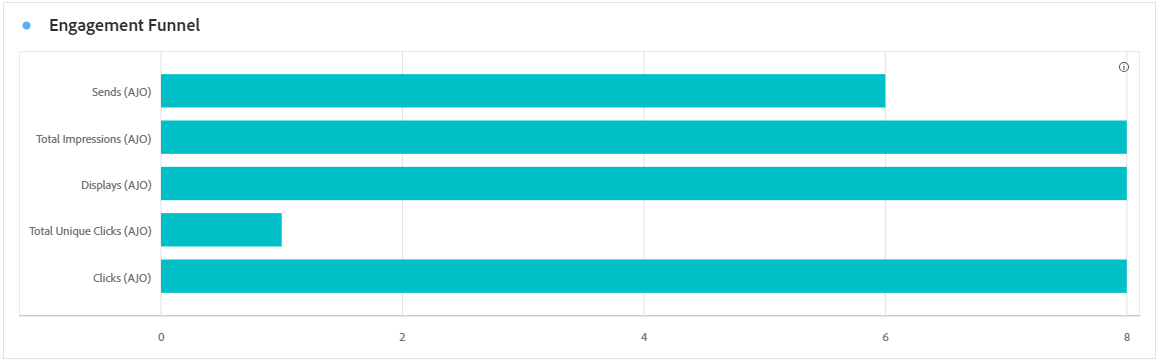 Engagement Funnel
Sends (AJO)
Total Impressions (AJO)
Displays (AJO)
Total Unique Clicks (AJO)
Clicks (AJO)
0 2 4 6 8